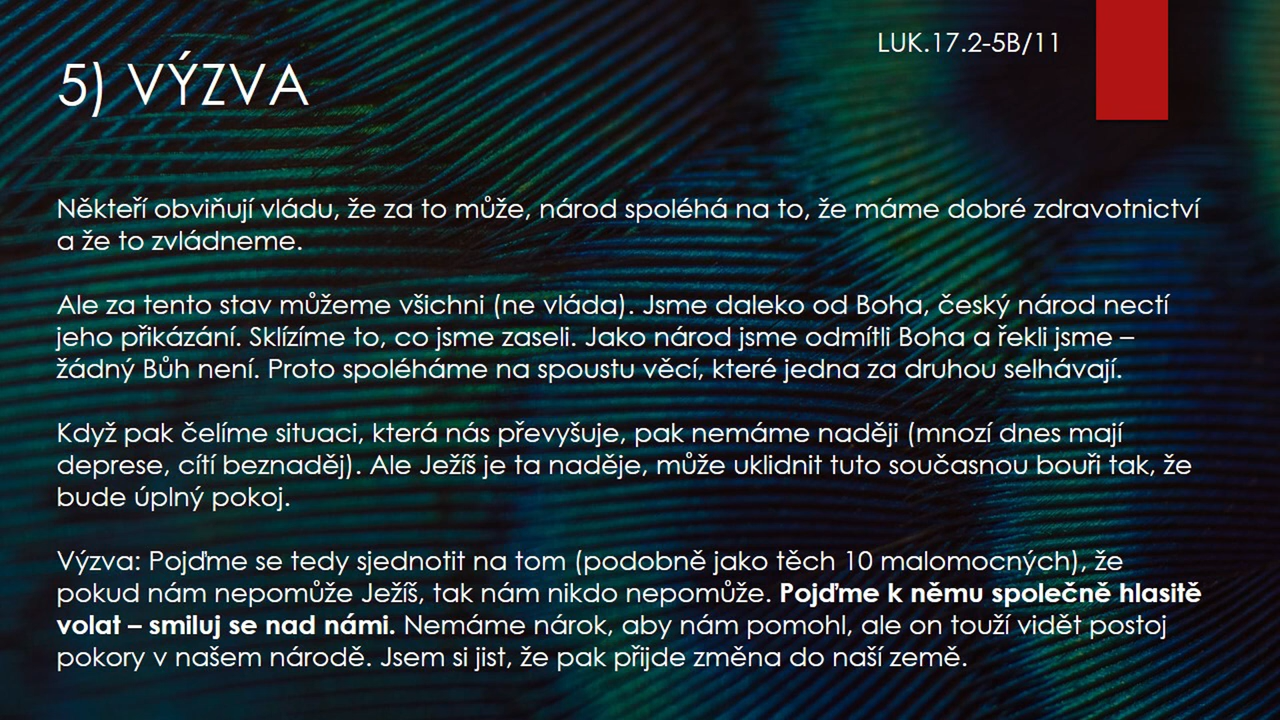 LUK.17.2-5B/11
5) VÝZVA
Někteří obviňují vládu, že za to může, národ spoléhá na to, že máme dobré zdravotnictví
a že to zvládneme.
Ale za tento stav můžeme všichni (ne vláda). Jsme daleko od Boha, český národ nectí
jeho přikázání. Sklízíme to, co jsme zaseli. Jako národ jsme odmítli Boha a řekli jsme –
žádný Bůh není. Proto spoléháme na spoustu věcí, které jedna za druhou selhávají.
Když pak čelíme situaci, která nás převyšuje, pak nemáme naději (mnozí dnes mají
deprese, cítí beznaděj). Ale Ježíš je ta naděje, může uklidnit tuto současnou bouři tak, že
bude úplný pokoj.
Výzva: Pojďme se tedy sjednotit na tom (podobně jako těch 10 malomocných), že
pokud nám nepomůže Ježíš, tak nám nikdo nepomůže. Pojďme k němu společně hlasitě
volat – smiluj se nad námi. Nemáme nárok, aby nám pomohl, ale on touží vidět postoj
pokory v našem národě. Jsem si jist, že pak přijde změna do naší země.